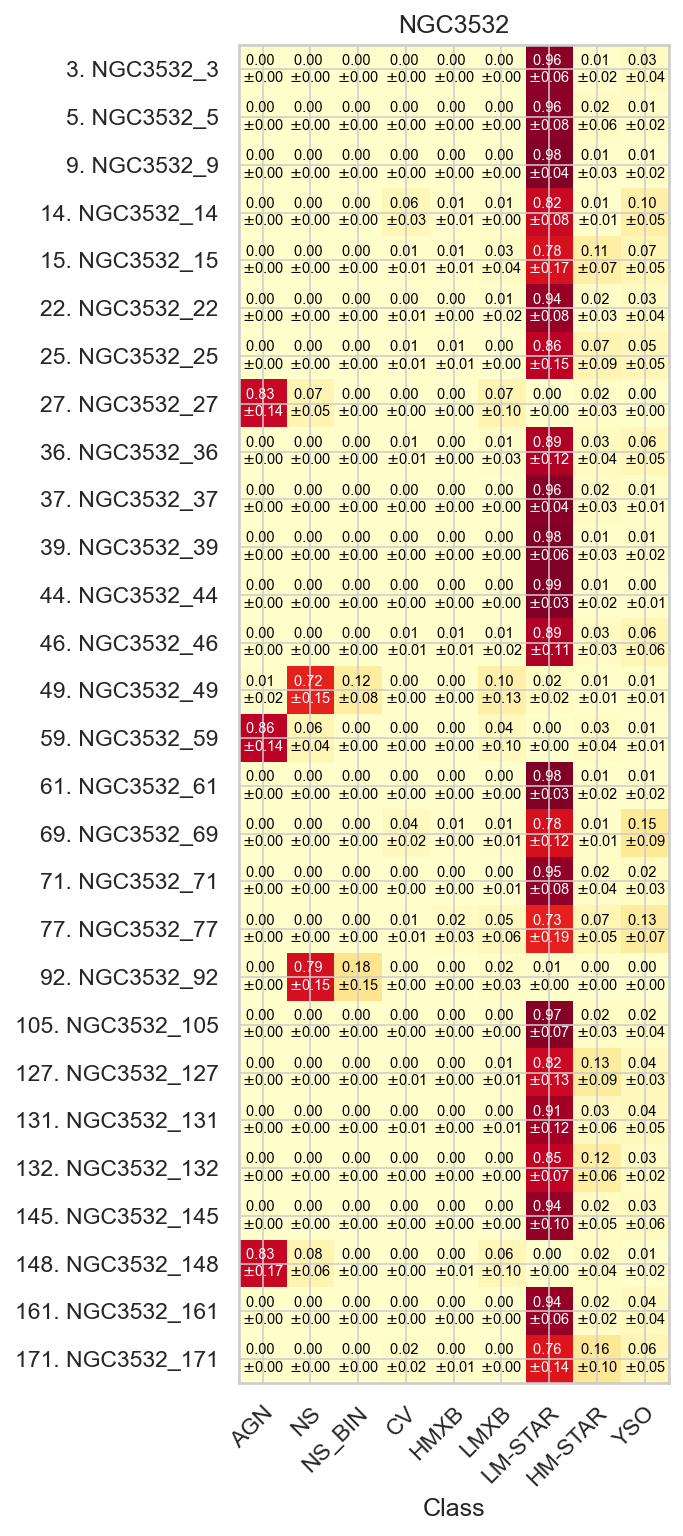 NGC3532
0.00 0.00 0.00 0.00 0.00 0.00 0.96 0.01 0.03
3. NGC3532_3
±0.00 ±0.00 ±0.00 ±0.00 ±0.00 ±0.00 ±0.06 ±0.02 ±0.04
0.00 0.00 0.00 0.00 0.00 0.00 0.96 0.02 0.01
5. NGC3532_5
±0.00 ±0.00 ±0.00 ±0.00 ±0.00 ±0.00 ±0.08 ±0.06 ±0.02
0.00 0.00 0.00 0.00 0.00 0.00 0.98 0.01 0.01
9. NGC3532_9
±0.00 ±0.00 ±0.00 ±0.00 ±0.00 ±0.00 ±0.04 ±0.03 ±0.02
0.00 0.00 0.00 0.06 0.01 0.01 0.82 0.01 0.10
14. NGC3532_14
±0.00 ±0.00 ±0.00 ±0.03 ±0.01 ±0.00 ±0.08 ±0.01 ±0.05
0.00 0.00 0.00 0.01 0.01 0.03 0.78 0.11 0.07
15. NGC3532_15
±0.00 ±0.00 ±0.00 ±0.01 ±0.01 ±0.04 ±0.17 ±0.07 ±0.05
0.00 0.00 0.00 0.00 0.00 0.01 0.94 0.02 0.03
22. NGC3532_22
±0.00 ±0.00 ±0.00 ±0.01 ±0.00 ±0.02 ±0.08 ±0.03 ±0.04
0.00 0.00 0.00 0.01 0.01 0.00 0.86 0.07 0.05
25. NGC3532_25
±0.00 ±0.00 ±0.00 ±0.01 ±0.01 ±0.00 ±0.15 ±0.09 ±0.05
0.83 0.07 0.00 0.00 0.00 0.07 0.00 0.02 0.00
27. NGC3532_27
±0.14 ±0.05 ±0.00 ±0.00 ±0.00 ±0.10 ±0.00 ±0.03 ±0.00
0.00 0.00 0.00 0.01 0.00 0.01 0.89 0.03 0.06
36. NGC3532_36
±0.00 ±0.00 ±0.00 ±0.01 ±0.00 ±0.03 ±0.12 ±0.04 ±0.05
0.00 0.00 0.00 0.00 0.00 0.00 0.96 0.02 0.01
37. NGC3532_37
±0.00 ±0.00 ±0.00 ±0.00 ±0.00 ±0.00 ±0.04 ±0.03 ±0.01
0.00 0.00 0.00 0.00 0.00 0.00 0.98 0.01 0.01
39. NGC3532_39
±0.00 ±0.00 ±0.00 ±0.00 ±0.00 ±0.00 ±0.06 ±0.03 ±0.02
0.00 0.00 0.00 0.00 0.00 0.00 0.99 0.01 0.00
44. NGC3532_44
±0.00 ±0.00 ±0.00 ±0.00 ±0.00 ±0.00 ±0.03 ±0.02 ±0.01
0.00 0.00 0.00 0.01 0.01 0.01 0.89 0.03 0.06
46. NGC3532_46
±0.00 ±0.00 ±0.00 ±0.01 ±0.01 ±0.02 ±0.11 ±0.03 ±0.06
0.01 0.72 0.12 0.00 0.00 0.10 0.02 0.01 0.01
49. NGC3532_49
±0.02 ±0.15 ±0.08 ±0.00 ±0.00 ±0.13 ±0.02 ±0.01 ±0.01
0.86 0.06 0.00 0.00 0.00 0.04 0.00 0.03 0.01
59. NGC3532_59
±0.14 ±0.04 ±0.00 ±0.00 ±0.00 ±0.10 ±0.00 ±0.04 ±0.01
0.00 0.00 0.00 0.00 0.00 0.00 0.98 0.01 0.01
61. NGC3532_61
±0.00 ±0.00 ±0.00 ±0.00 ±0.00 ±0.00 ±0.03 ±0.02 ±0.02
0.00 0.00 0.00 0.04 0.01 0.01 0.78 0.01 0.15
69. NGC3532_69
±0.00 ±0.00 ±0.00 ±0.02 ±0.00 ±0.01 ±0.12 ±0.01 ±0.09
0.00 0.00 0.00 0.00 0.00 0.00 0.95 0.02 0.02
71. NGC3532_71
±0.00 ±0.00 ±0.00 ±0.00 ±0.00 ±0.01 ±0.08 ±0.04 ±0.03
0.00 0.00 0.00 0.01 0.02 0.05 0.73 0.07 0.13
77. NGC3532_77
±0.00 ±0.00 ±0.00 ±0.01 ±0.03 ±0.06 ±0.19 ±0.05 ±0.07
0.00 0.79 0.18 0.00 0.00 0.02 0.01 0.00 0.00
92. NGC3532_92
±0.00 ±0.15 ±0.15 ±0.00 ±0.00 ±0.03 ±0.00 ±0.00 ±0.00
0.00 0.00 0.00 0.00 0.00 0.00 0.97 0.02 0.02
105. NGC3532_105
±0.00 ±0.00 ±0.00 ±0.00 ±0.00 ±0.00 ±0.07 ±0.03 ±0.04
0.00 0.00 0.00 0.00 0.00 0.01 0.82 0.13 0.04
127. NGC3532_127
±0.00 ±0.00 ±0.00 ±0.01 ±0.00 ±0.01 ±0.13 ±0.09 ±0.03
0.00 0.00 0.00 0.00 0.00 0.00 0.91 0.03 0.04
131. NGC3532_131
±0.00 ±0.00 ±0.00 ±0.01 ±0.00 ±0.01 ±0.12 ±0.06 ±0.05
0.00 0.00 0.00 0.00 0.00 0.00 0.85 0.12 0.03
132. NGC3532_132
±0.00 ±0.00 ±0.00 ±0.00 ±0.00 ±0.00 ±0.07 ±0.06 ±0.02
0.00 0.00 0.00 0.00 0.00 0.00 0.94 0.02 0.03
145. NGC3532_145
±0.00 ±0.00 ±0.00 ±0.00 ±0.00 ±0.00 ±0.10 ±0.05 ±0.06
0.83 0.08 0.00 0.00 0.00 0.06 0.00 0.02 0.01
148. NGC3532_148
±0.17 ±0.06 ±0.00 ±0.00 ±0.01 ±0.10 ±0.00 ±0.04 ±0.02
0.00 0.00 0.00 0.00 0.00 0.00 0.94 0.02 0.04
161. NGC3532_161
±0.00 ±0.00 ±0.00 ±0.00 ±0.00 ±0.00 ±0.06 ±0.02 ±0.04
0.00 0.00 0.00 0.02 0.00 0.00 0.76 0.16 0.06
171. NGC3532_171
±0.00 ±0.00 ±0.00 ±0.02 ±0.01 ±0.00 ±0.14 ±0.10 ±0.05
AGN NS NS_BIN CV HMXB LMXB LM-STAR HM-STAR YSO
Class